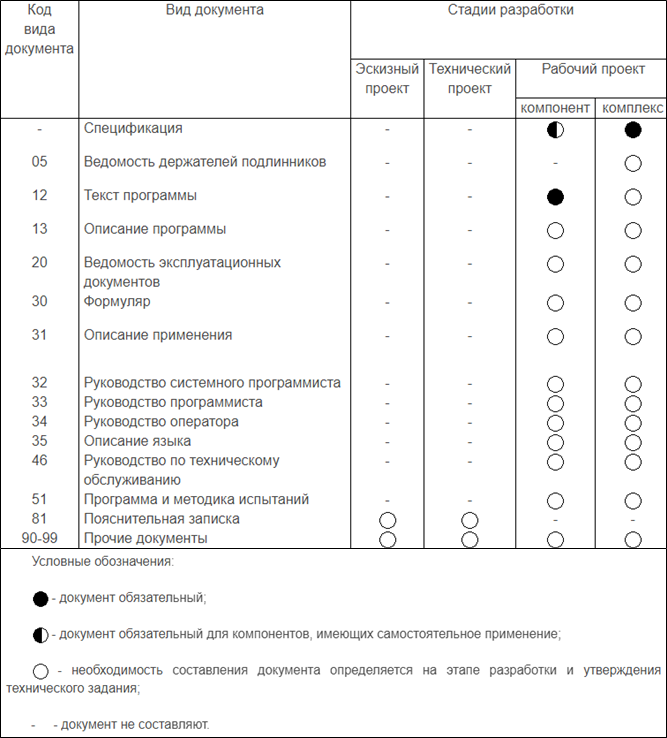 Код вида документа Вид документа Стадии разработки
Эскизный проект Технический проект Рабочий проект
компонент комплекс
- Спецификация - -
05 Ведомость держателей подлинников - - -
12 Текст программы - -
13 Описание программы - -
20 Ведомость эксплуатационных документов - -
30 Формуляр - -
31 Описание применения - -
32 Руководство системного программиста - -
33 Руководство программиста - -
34 Руководство оператора - -
35 Описание языка - -
46 Руководство по техническому обслуживанию - -
51 Программа и методика испытаний - -
81 Пояснительная записка - -
90-99 Прочие документы
Условные обозначения:
- документ обязательный;
- документ обязательный для компонентов, имеющих самостоятельное применение;
- необходимость составления документа определяется на этапе разработки и утверждения
технического задания;
- - документ не составляют.